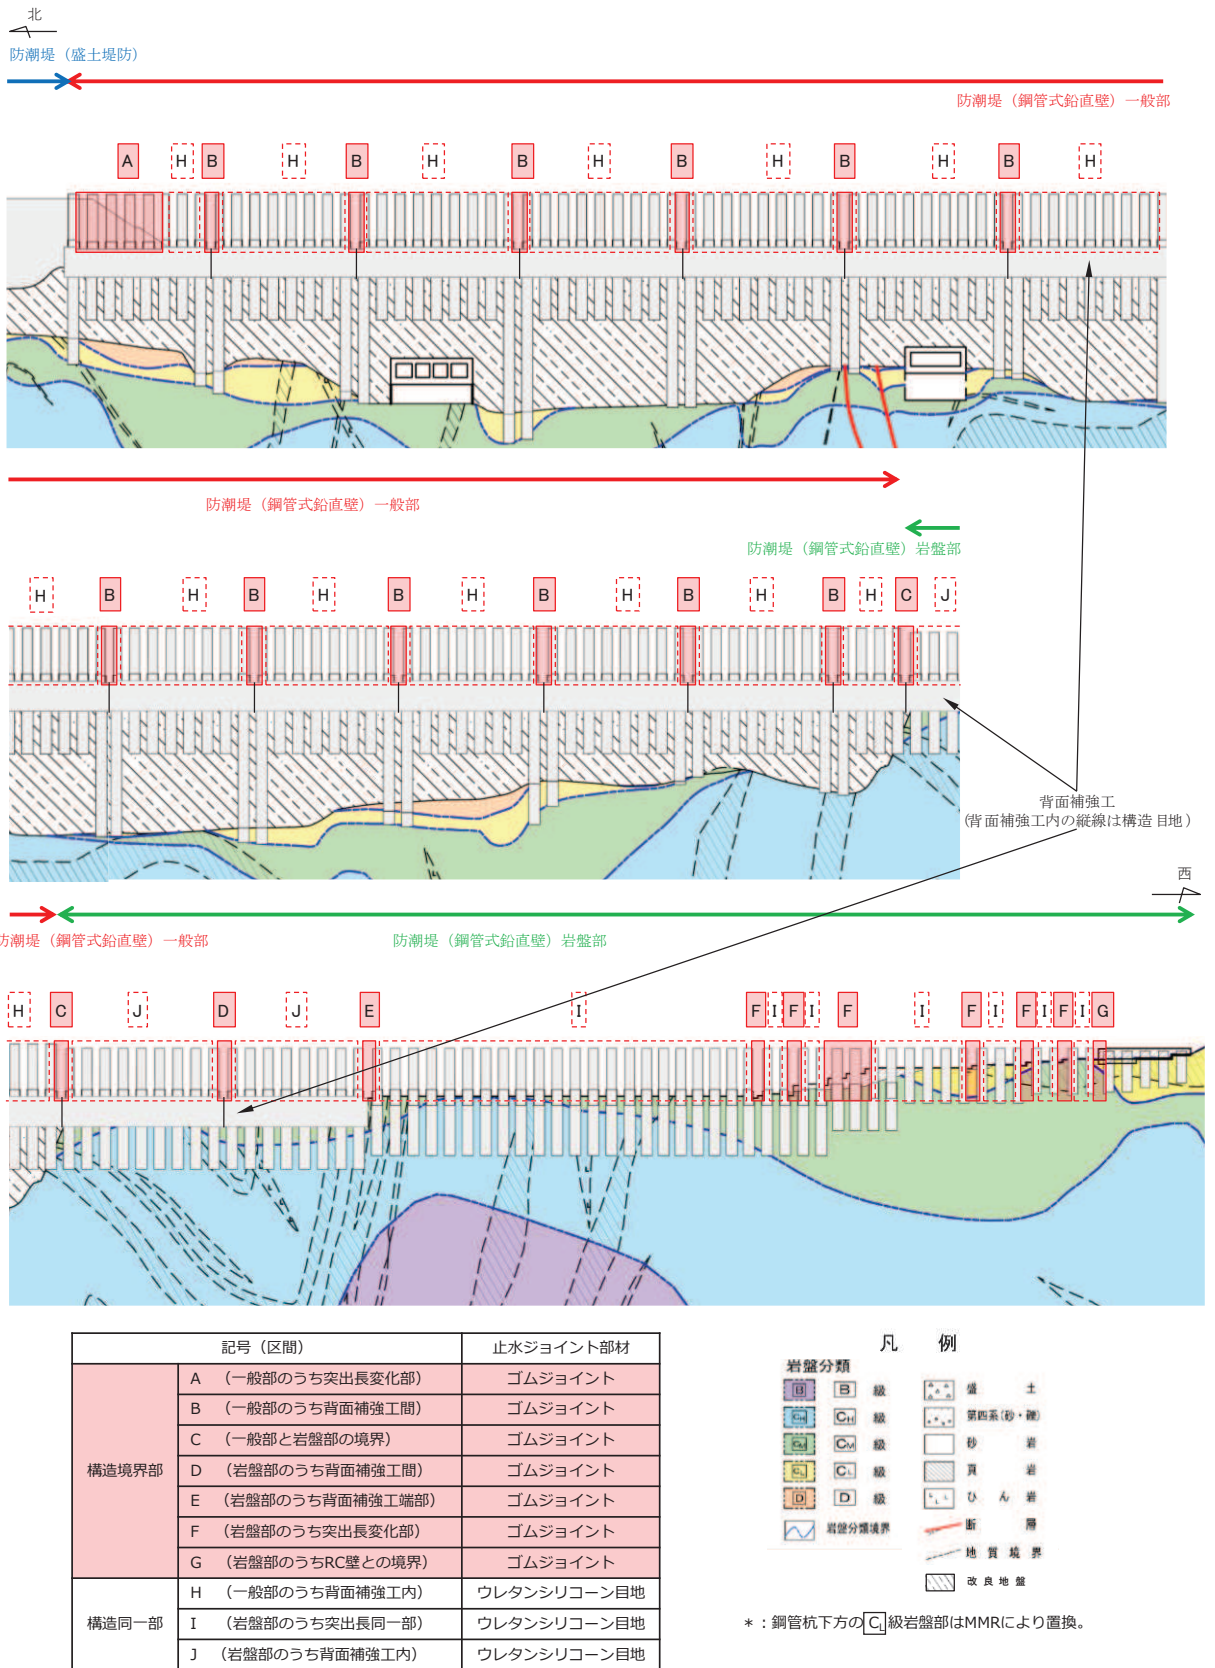 北
防潮堤（盛土堤防）
防潮堤（鋼管式鉛直壁）一般部
A H B H B H B H B H B H B H
防潮堤（鋼管式鉛直壁）一般部
防潮堤（鋼管式鉛直壁）岩盤部
H B H B H B H B H B H B H C J
背面補強工
(背面補強工内の縦線は構造目地)
西
防潮堤（鋼管式鉛直壁）一般部
防潮堤（鋼管式鉛直壁）岩盤部
H C J D J E I F I F I F I F I F I F I G
記号（区間） 止水ジョイント部材
構造境界部
A （一般部のうち突出長変化部） ゴムジョイント
B （一般部のうち背面補強工間） ゴムジョイント
C （一般部と岩盤部の境界） ゴムジョイント
D （岩盤部のうち背面補強工間） ゴムジョイント
E （岩盤部のうち背面補強工端部） ゴムジョイント
F （岩盤部のうち突出長変化部） ゴムジョイント
G （岩盤部のうちRC壁との境界） ゴムジョイント
構造同一部
H （一般部のうち背面補強工内） ウレタンシリコーン目地
I （岩盤部のうち突出長同一部） ウレタンシリコーン目地
J （岩盤部のうち背面補強工内） ウレタンシリコーン目地
凡 例
岩盤分類
B B 級
CH CH 級
CM CM 級
CL CL 級
D D 級
岩盤分類境界
盛 土
第四系(砂・礫)
砂 岩
頁 岩
ひ ん 岩
断 層
地 質 境 界
改 良 地 盤
＊：鋼管杭下方のCL級岩盤部はMMRにより置換。